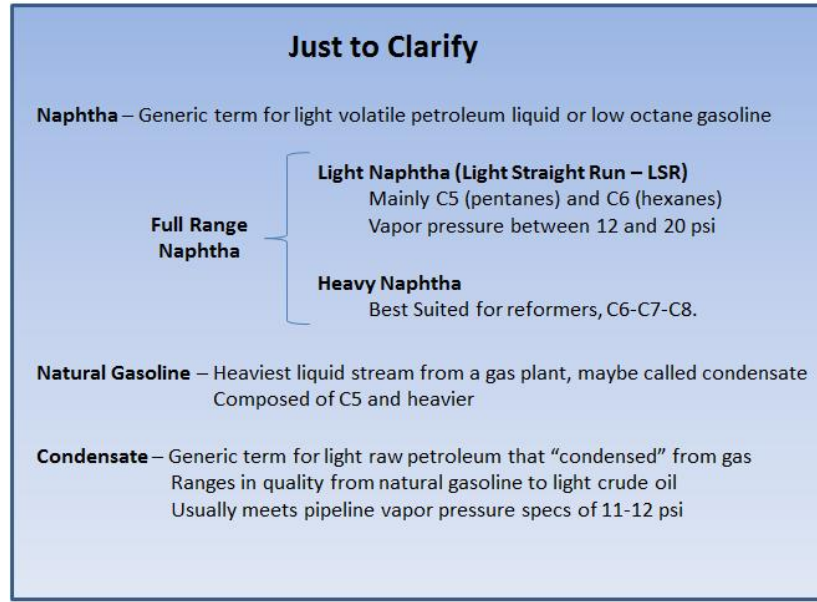 Just to Clarify
Naphtha – Generic term for light volatile petroleum liquid or low octane gasoline
Full Range
Naphtha
Light Naphtha (Light Straight Run – LSR)
Mainly C5 (pentanes) and C6 (hexanes)
Vapor pressure between 12 and 20 psi
Heavy Naphtha
Best Suited for reformers, C6-C7-C8.
Natural Gasoline – Heaviest liquid stream from a gas plant, maybe called condensate
Composed of C5 and heavier
Condensate – Generic term for light raw petroleum that “condensed” from gas
Ranges in quality from natural gasoline to light crude oil
Usually meets pipeline vapor pressure specs of 11-12 psi